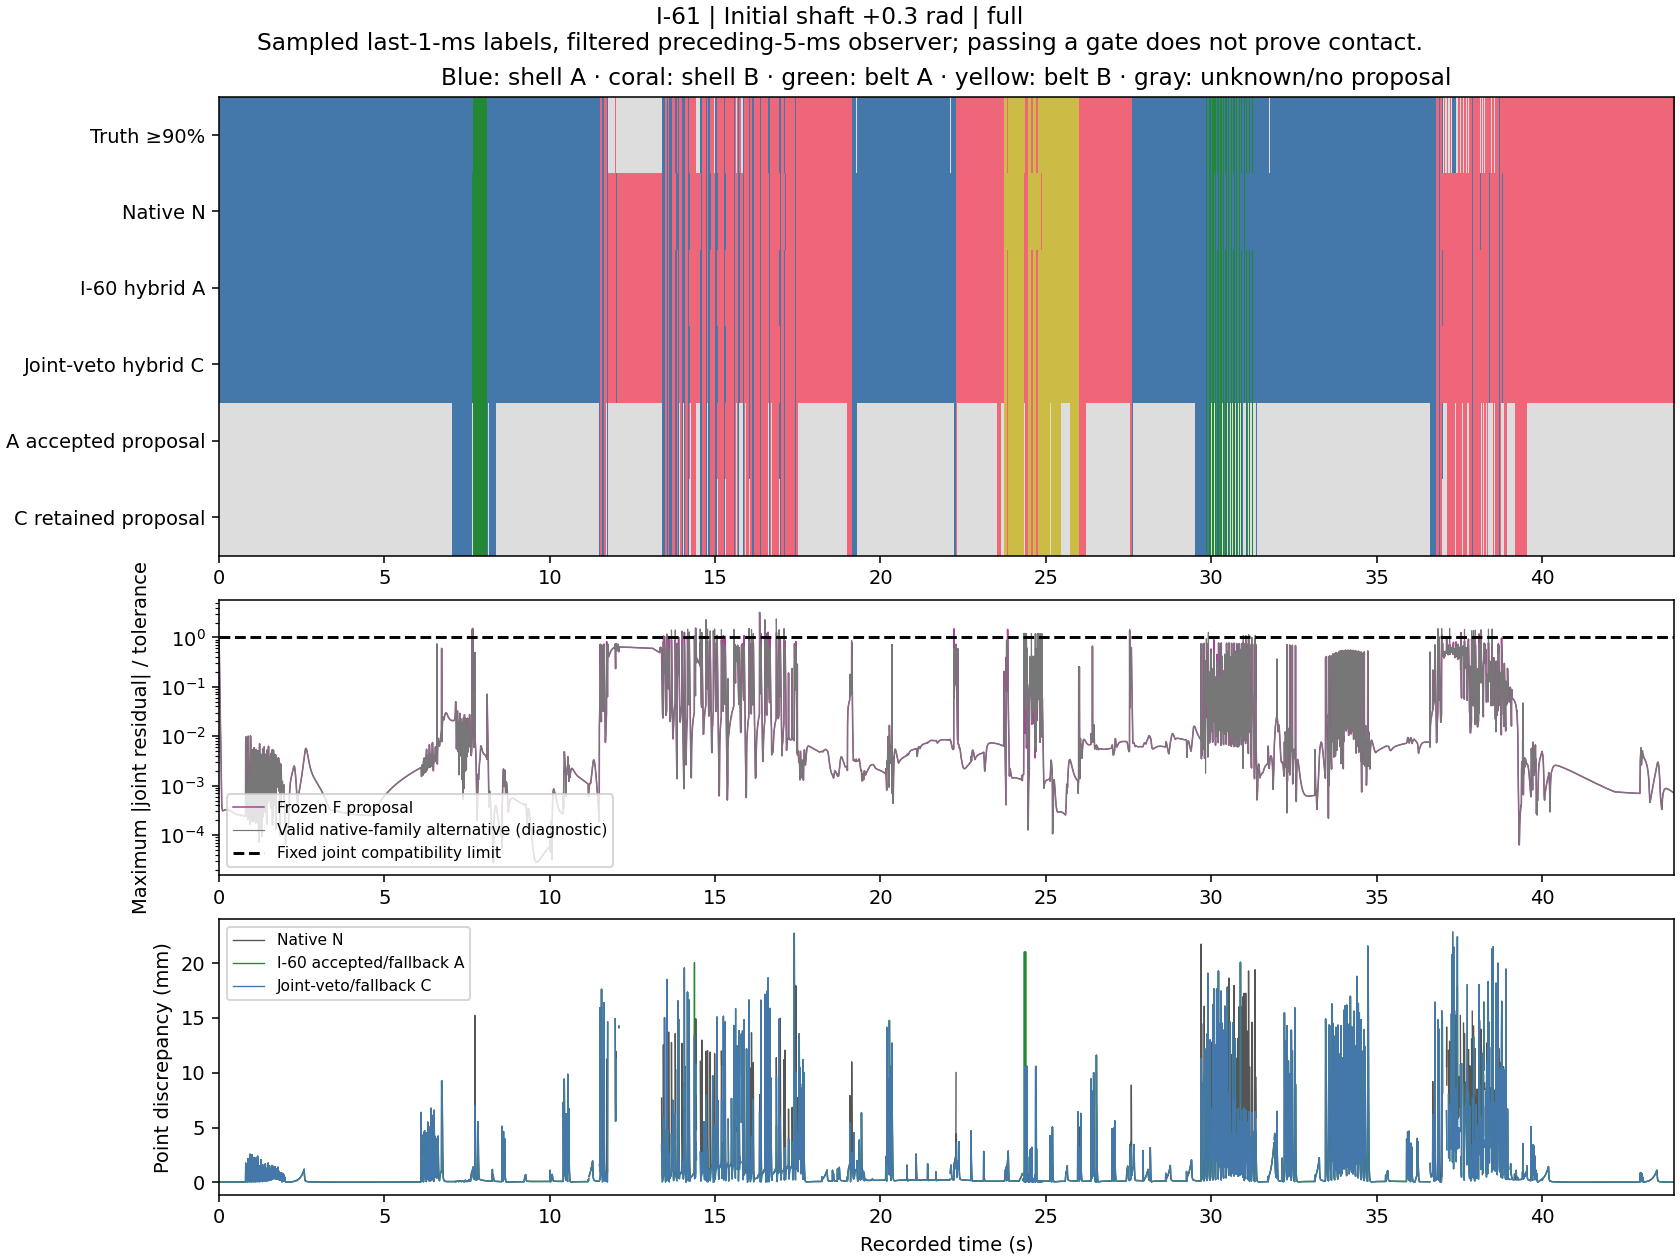 I-61 | Initial shaft +0.3 rad | full
Sampled last-1-ms labels, filtered preceding-5-ms observer; passing a gate does not prove contact.
Blue: shell A · coral: shell B · green: belt A · yellow: belt B · gray: unknown/no proposal
Truth ≥90%
Native N
I-60 hybrid A
Joint-veto hybrid C
A accepted proposal
C retained proposal
0 5 10 15 20 25 30 35 40
Maximum |joint residual| / tolerance
10⁰
10⁻¹
10⁻²
10⁻³
10⁻⁴
Frozen F proposal
Valid native-family alternative (diagnostic)
Fixed joint compatibility limit
0 5 10 15 20 25 30 35 40
Point discrepancy (mm)
20
15
10
5
0
Native N
I-60 accepted/fallback A
Joint-veto/fallback C
0 5 10 15 20 25 30 35 40
Recorded time (s)